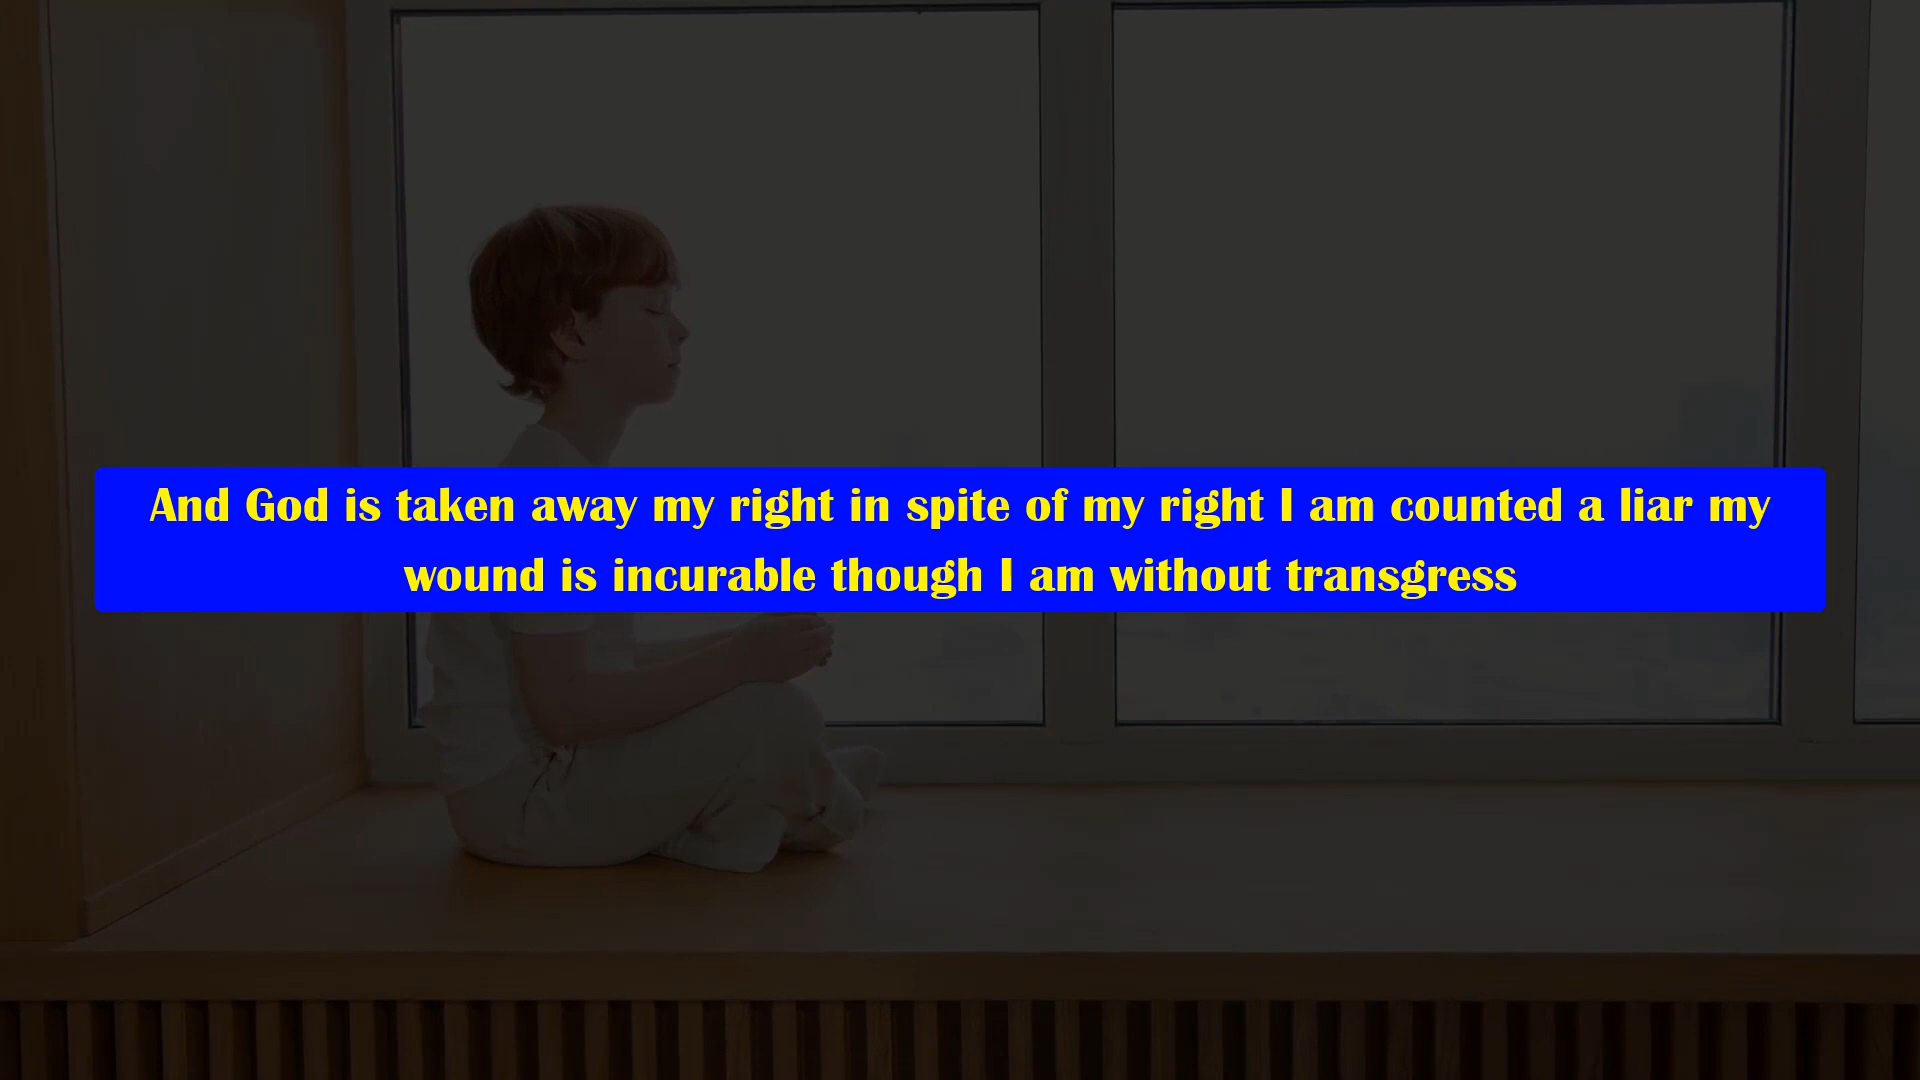 And God is taken away my right in spite of my right I am counted a liar my
wound is incurable though I am without transgress